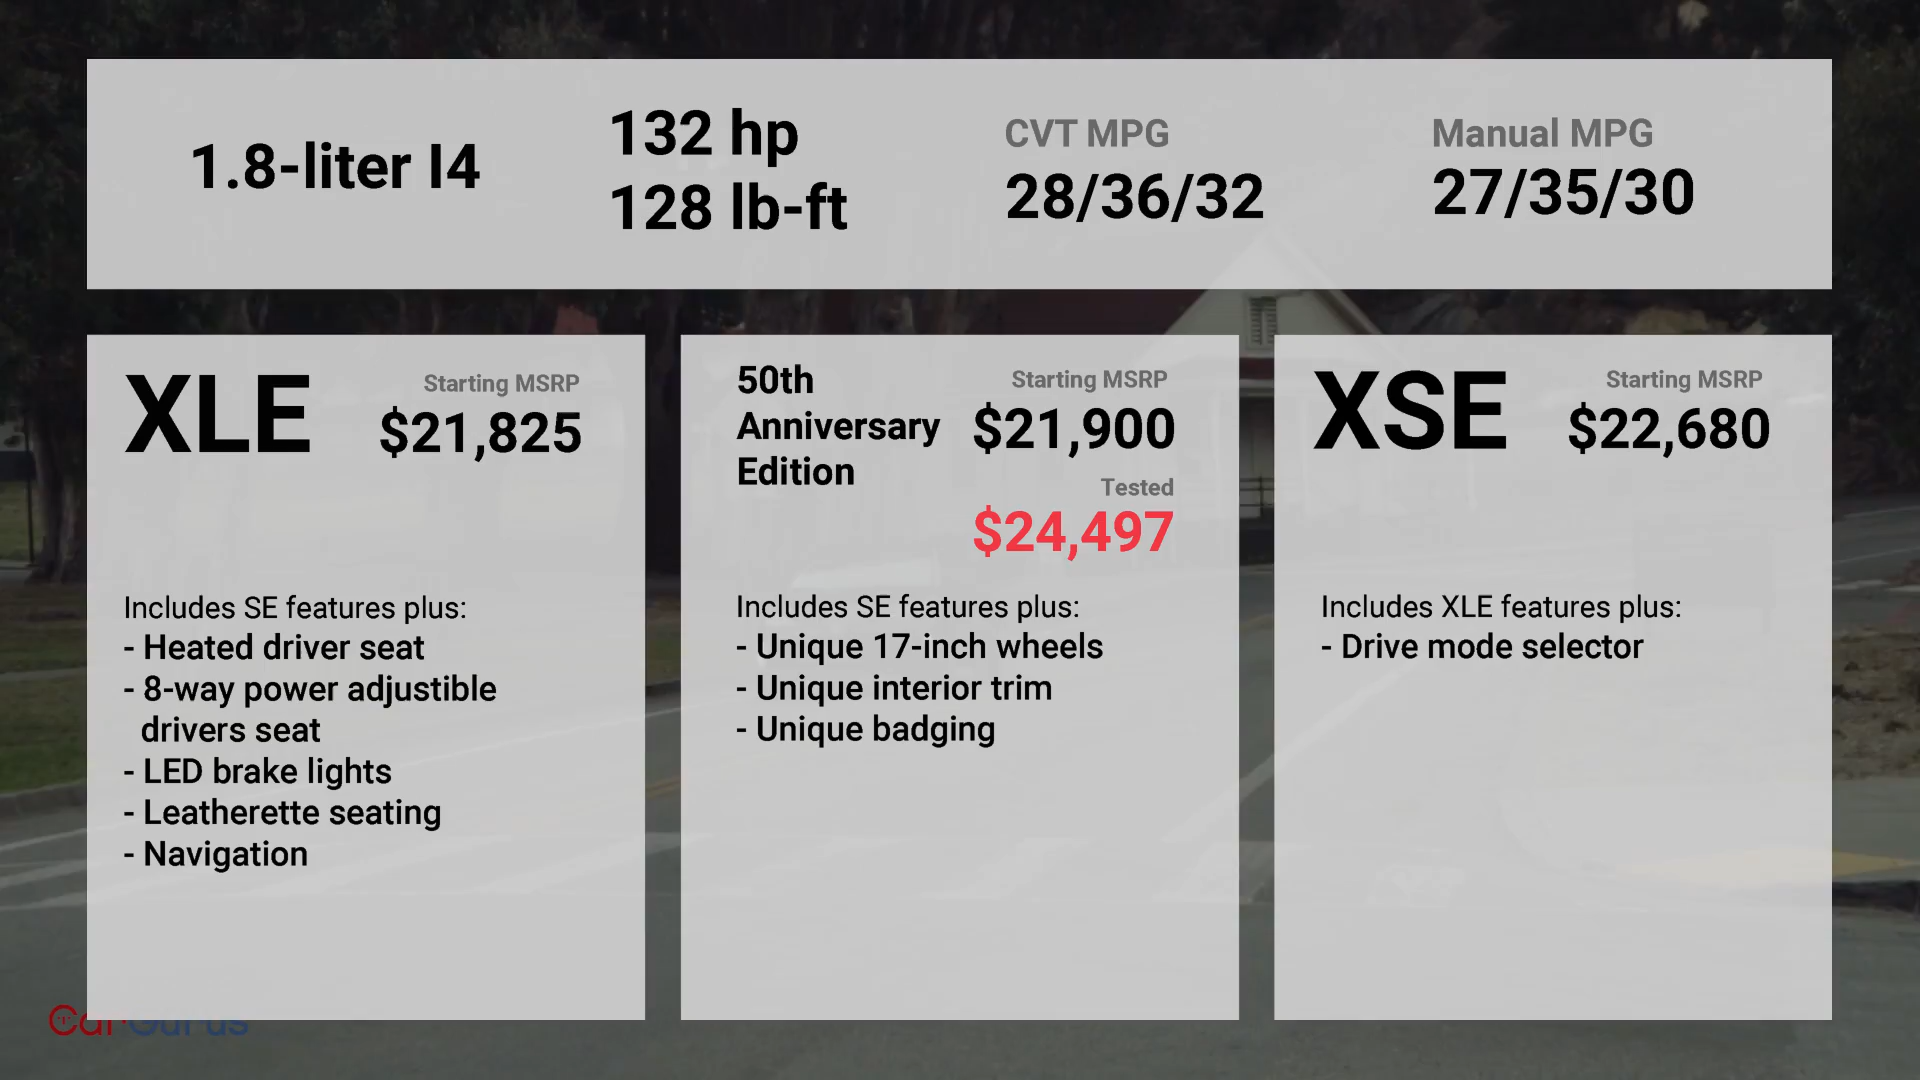 1.8-liter I4
132 hp
128 lb-ft
CVT MPG
28/36/32
Manual MPG
27/35/30
XLE
Starting MSRP
$21,825
Includes SE features plus:
- Heated driver seat
- 8-way power adjustible
drivers seat
- LED brake lights
- Leatherette seating
- Navigation
50th
Anniversary
Edition
Starting MSRP
$21,900
Tested
$24,497
Includes SE features plus:
- Unique 17-inch wheels
- Unique interior trim
- Unique badging
XSE
Starting MSRP
$22,680
Includes XLE features plus:
- Drive mode selector
CarGurus